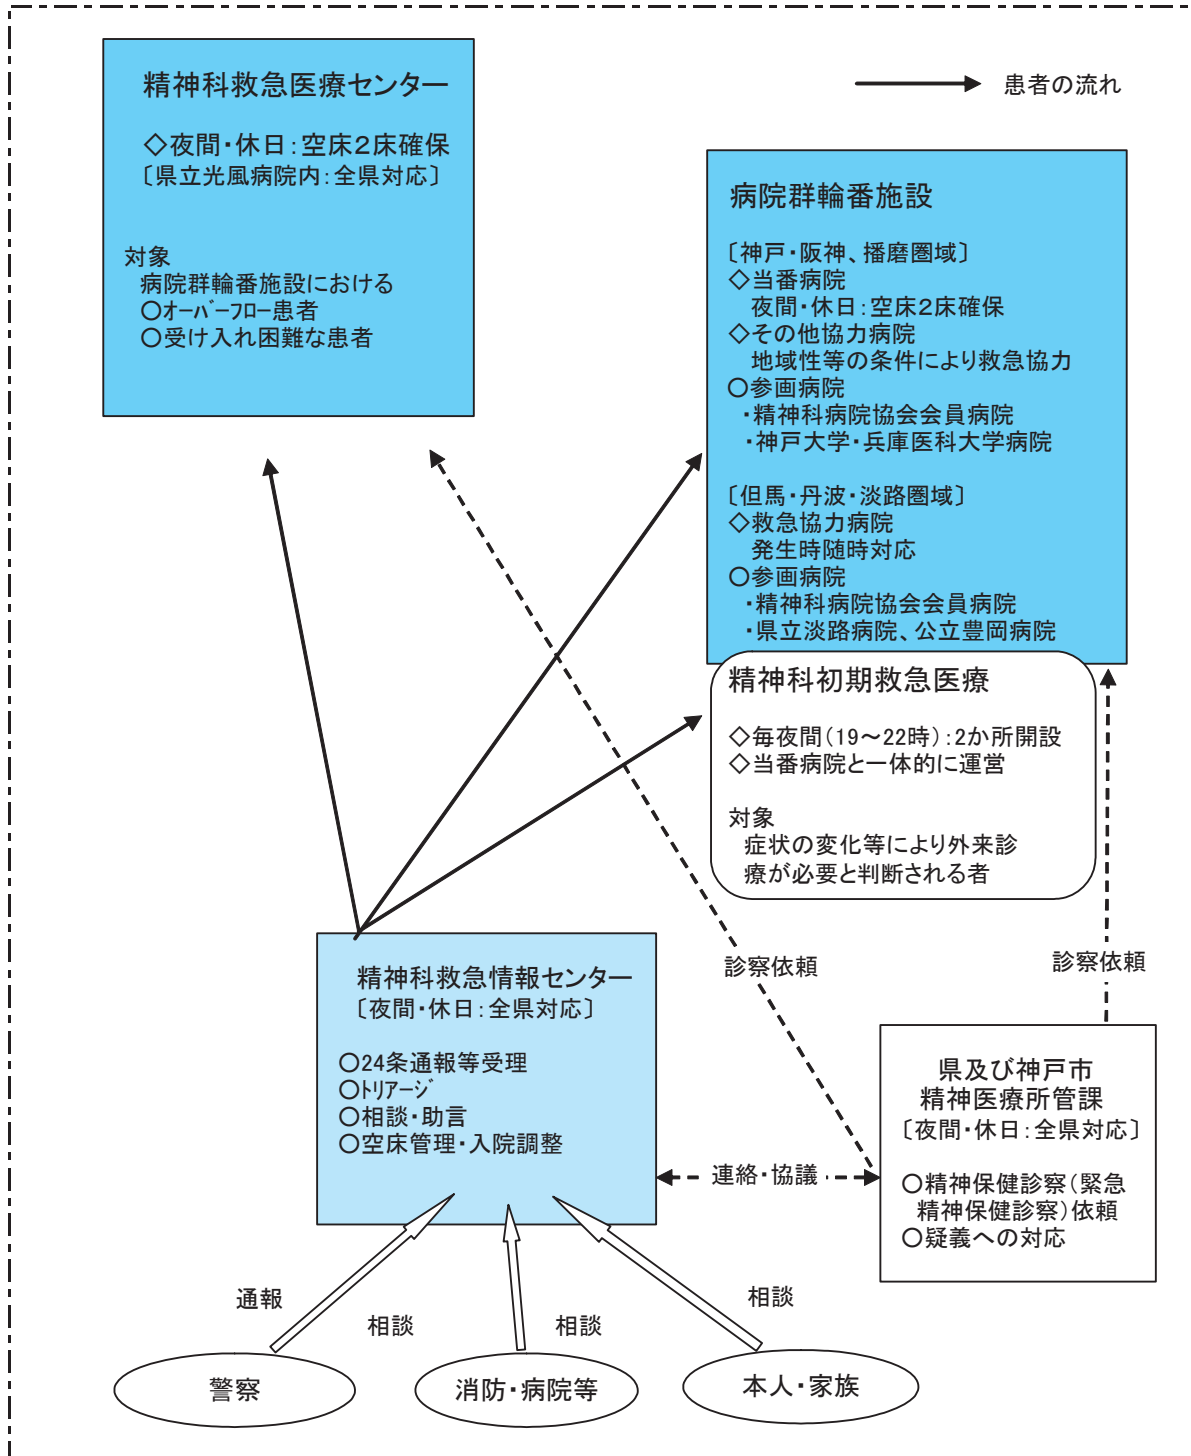 精神科救急医療センター
◇夜間・休日：空床２床確保
〔県立光風病院内：全県対応〕
対象
病院群輪番施設における
○ｵｰﾊﾞｰﾌﾛｰ患者
○受け入れ困難な患者
患者の流れ
病院群輪番施設
〔神戸・阪神、播磨圏域〕
◇当番病院
夜間・休日：空床２床確保
◇その他協力病院
地域性等の条件により救急協力
○参画病院
・精神科病院協会会員病院
・神戸大学・兵庫医科大学病院
〔但馬・丹波・淡路圏域〕
◇救急協力病院
発生時随時対応
○参画病院
・精神科病院協会会員病院
・県立淡路病院、公立豊岡病院
精神科初期救急医療
◇毎夜間（19～22時）：2か所開設
◇当番病院と一体的に運営
対象
症状の変化等により外来診
療が必要と判断される者
診察依頼
診察依頼
精神科救急情報センター
〔夜間・休日：全県対応〕
○24条通報等受理
○ﾄﾘｱｰｼﾞ
○相談・助言
○空床管理・入院調整
連絡・協議
県及び神戸市
精神医療所管課
〔夜間・休日：全県対応〕
○精神保健診察（緊急
精神保健診察）依頼
○疑義への対応
通報
相談
相談
相談
警察
消防・病院等
本人・家族